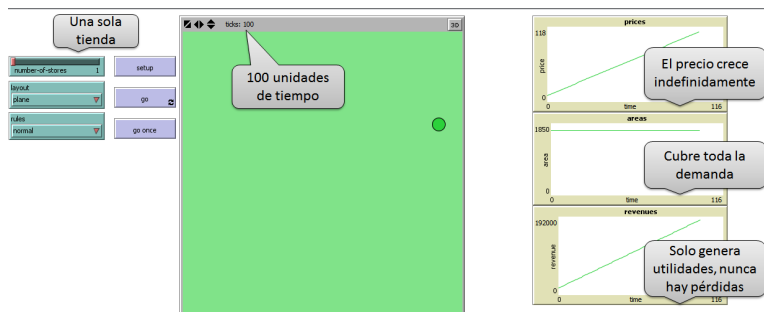 Una sola
tienda
number-of-stores 1
setup
layout
plane
go
rules
normal
go once
ticks: 100
3D
100 unidades
de tiempo
prices
118
price
0
0 time 116
El precio crece
indefinidamente
areas
1850
area
0
0 time 116
Cubre toda la
demanda
revenues
192000
revenue
0
0 time 116
Solo genera
utilidades, nunca
hay pérdidas